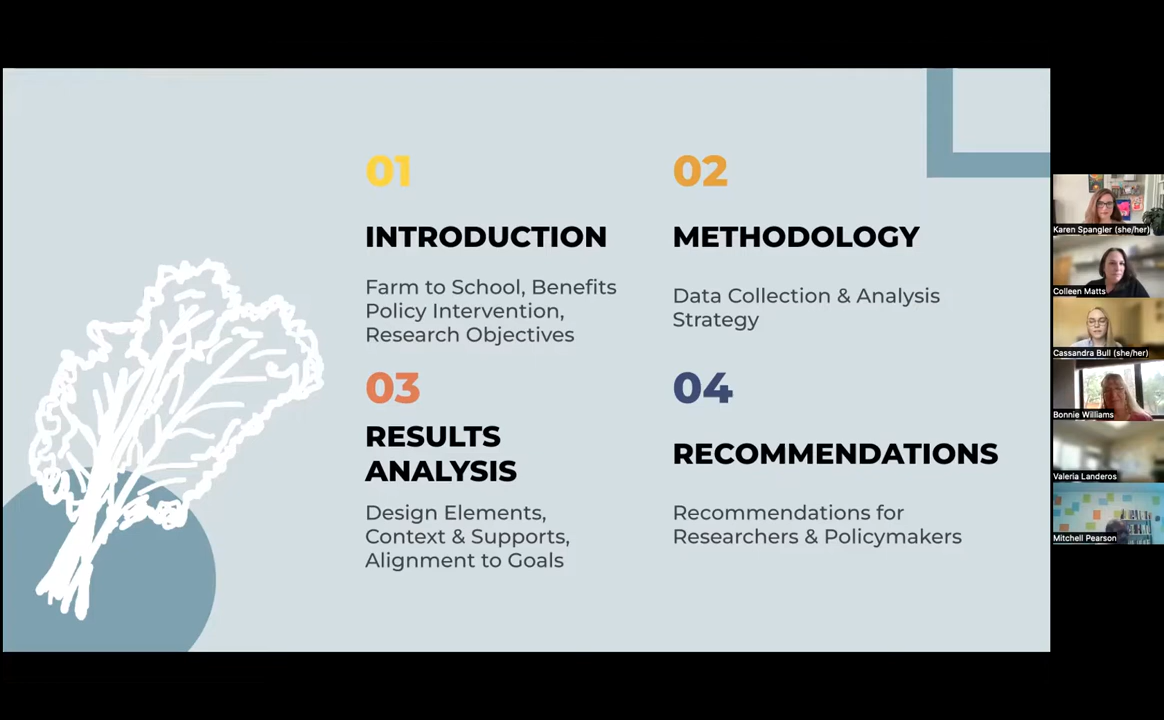 01
INTRODUCTION
Farm to School, Benefits
Policy Intervention,
Research Objectives
02
METHODOLOGY
Data Collection & Analysis
Strategy
03
RESULTS
ANALYSIS
Design Elements,
Context & Supports,
Alignment to Goals
04
RECOMMENDATIONS
Recommendations for
Researchers & Policymakers
Karen Spangler (she/her)
Colleen Matts
Cassandra Bull (she/her)
Bonnie Williams
Valeria Landeros
Mitchell Pearson